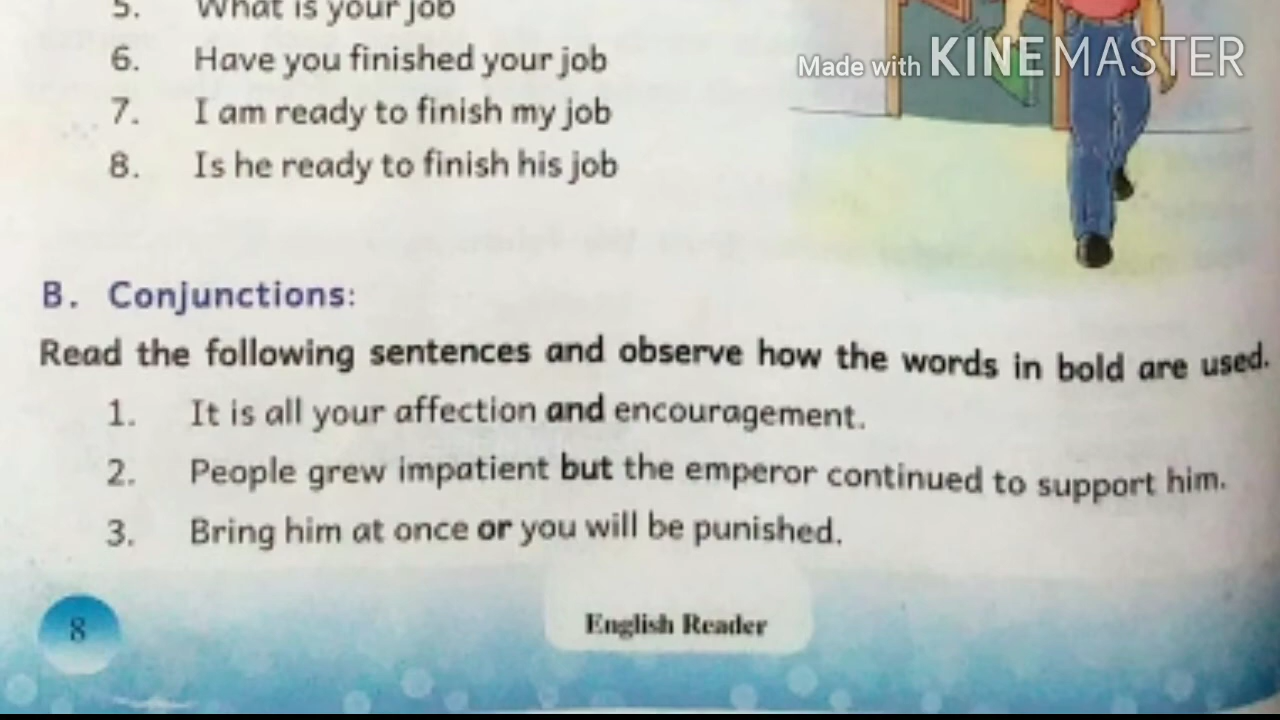 5. What is your job
6. Have you finished your job
Made with KINEMASTER
7. I am ready to finish my job
8. Is he ready to finish his job
B. Conjunctions:
Read the following sentences and observe how the words in bold are used.
1. It is all your affection and encouragement.
2. People grew impatient but the emperor continued to support him.
3. Bring him at once or you will be punished.
8
English Reader